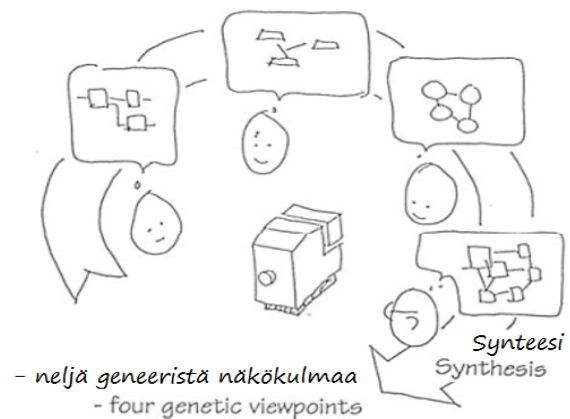 Synteesi
Synthesis
- neljä geneeristä näkökulmaa
- four genetic viewpoints